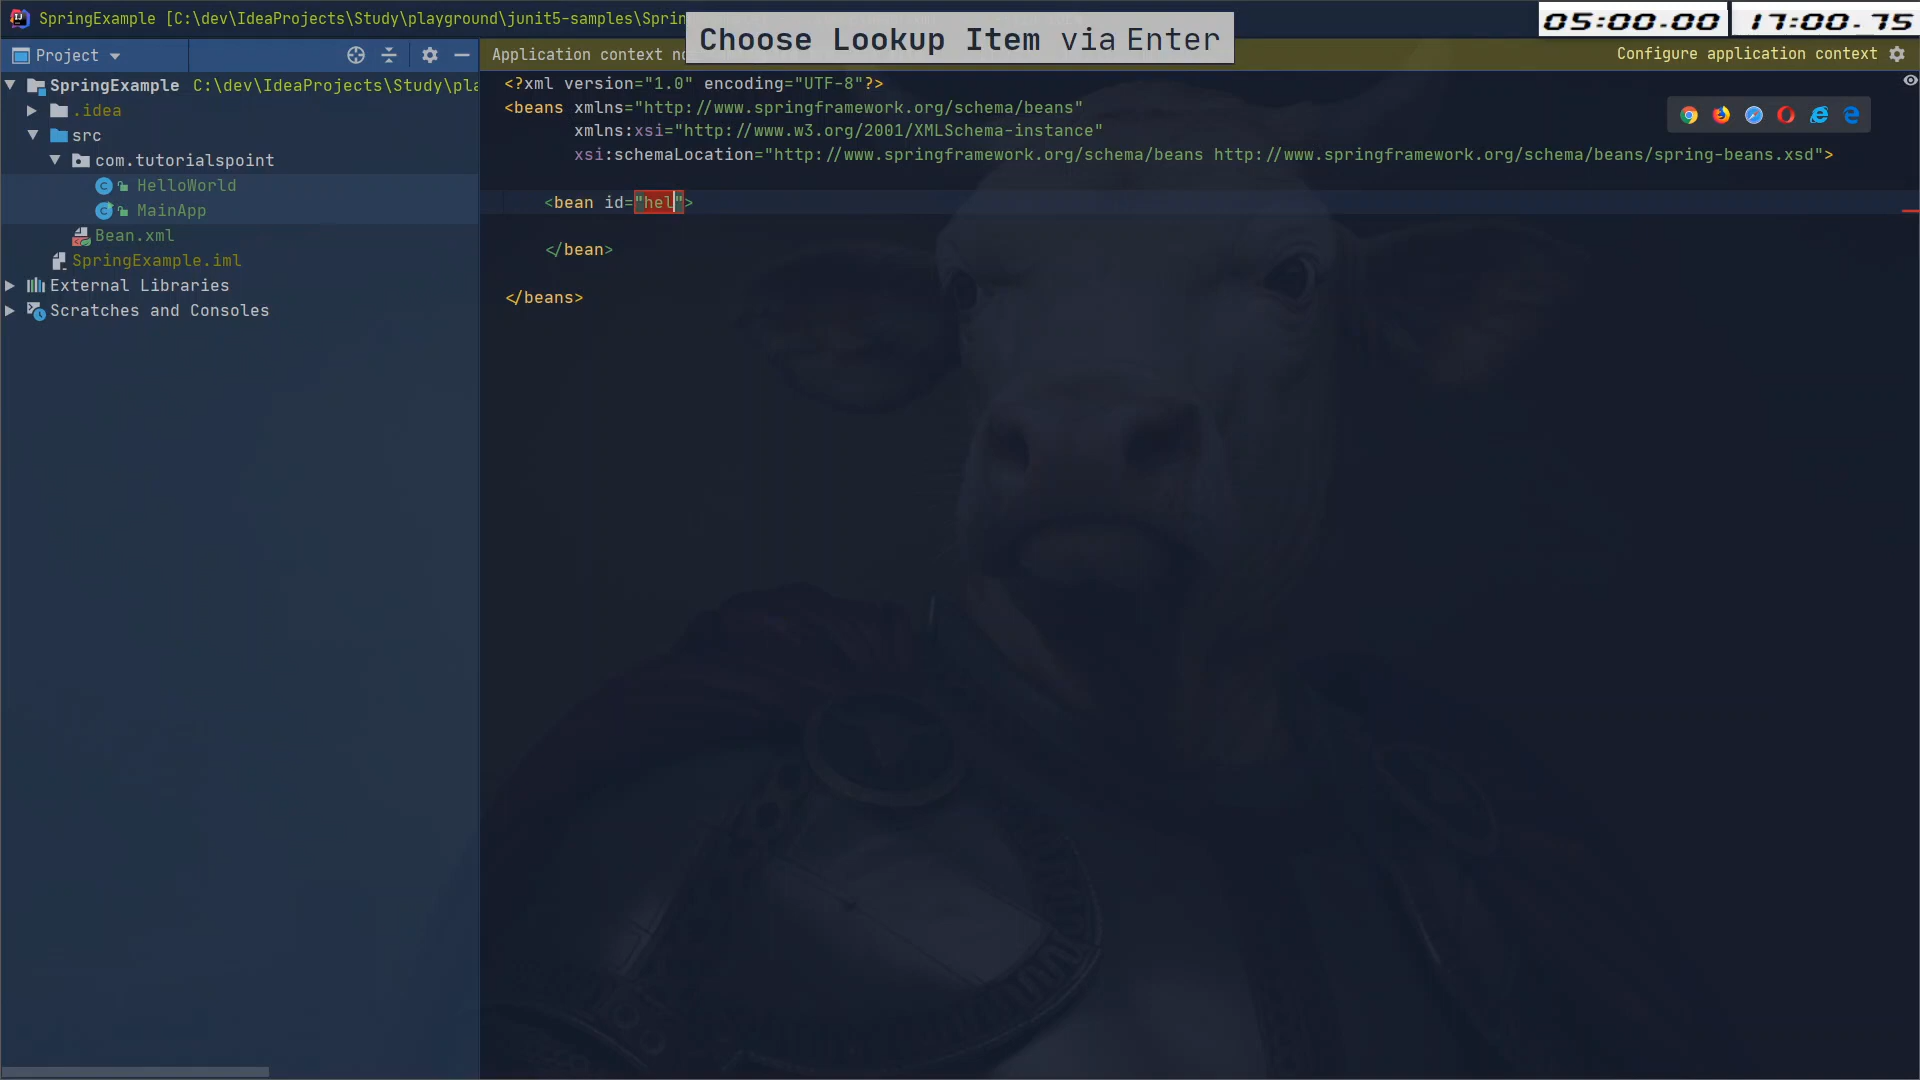 SpringExample [C:\dev\IdeaProjects\Study\playground\junit5-samples\Sprin
Choose Lookup Item via Enter
05:00.00 17:00.75
Project
Application context no
Configure application context
SpringExample C:\dev\IdeaProjects\Study\pla
.idea
src
com.tutorialspoint
HelloWorld
MainApp
Bean.xml
SpringExample.iml
External Libraries
Scratches and Consoles
<?xml version="1.0" encoding="UTF-8"?>
<beans xmlns="http://www.springframework.org/schema/beans"
xmlns:xsi="http://www.w3.org/2001/XMLSchema-instance"
xsi:schemaLocation="http://www.springframework.org/schema/beans http://www.springframework.org/schema/beans/spring-beans.xsd">
<bean id="hel">
</bean>
</beans>